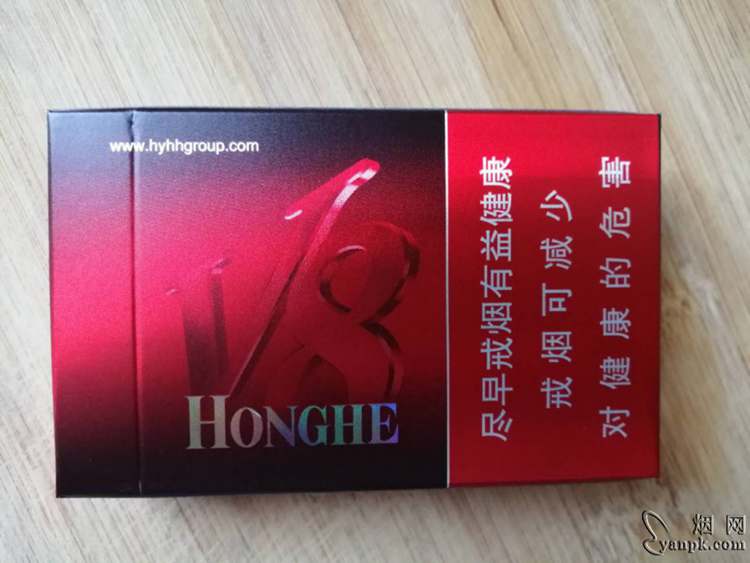 www.hyhhgroup.com
V8
HONGHE
尽早戒烟有益健康
戒烟可减少
对健康的危害
烟网
yanpk.com